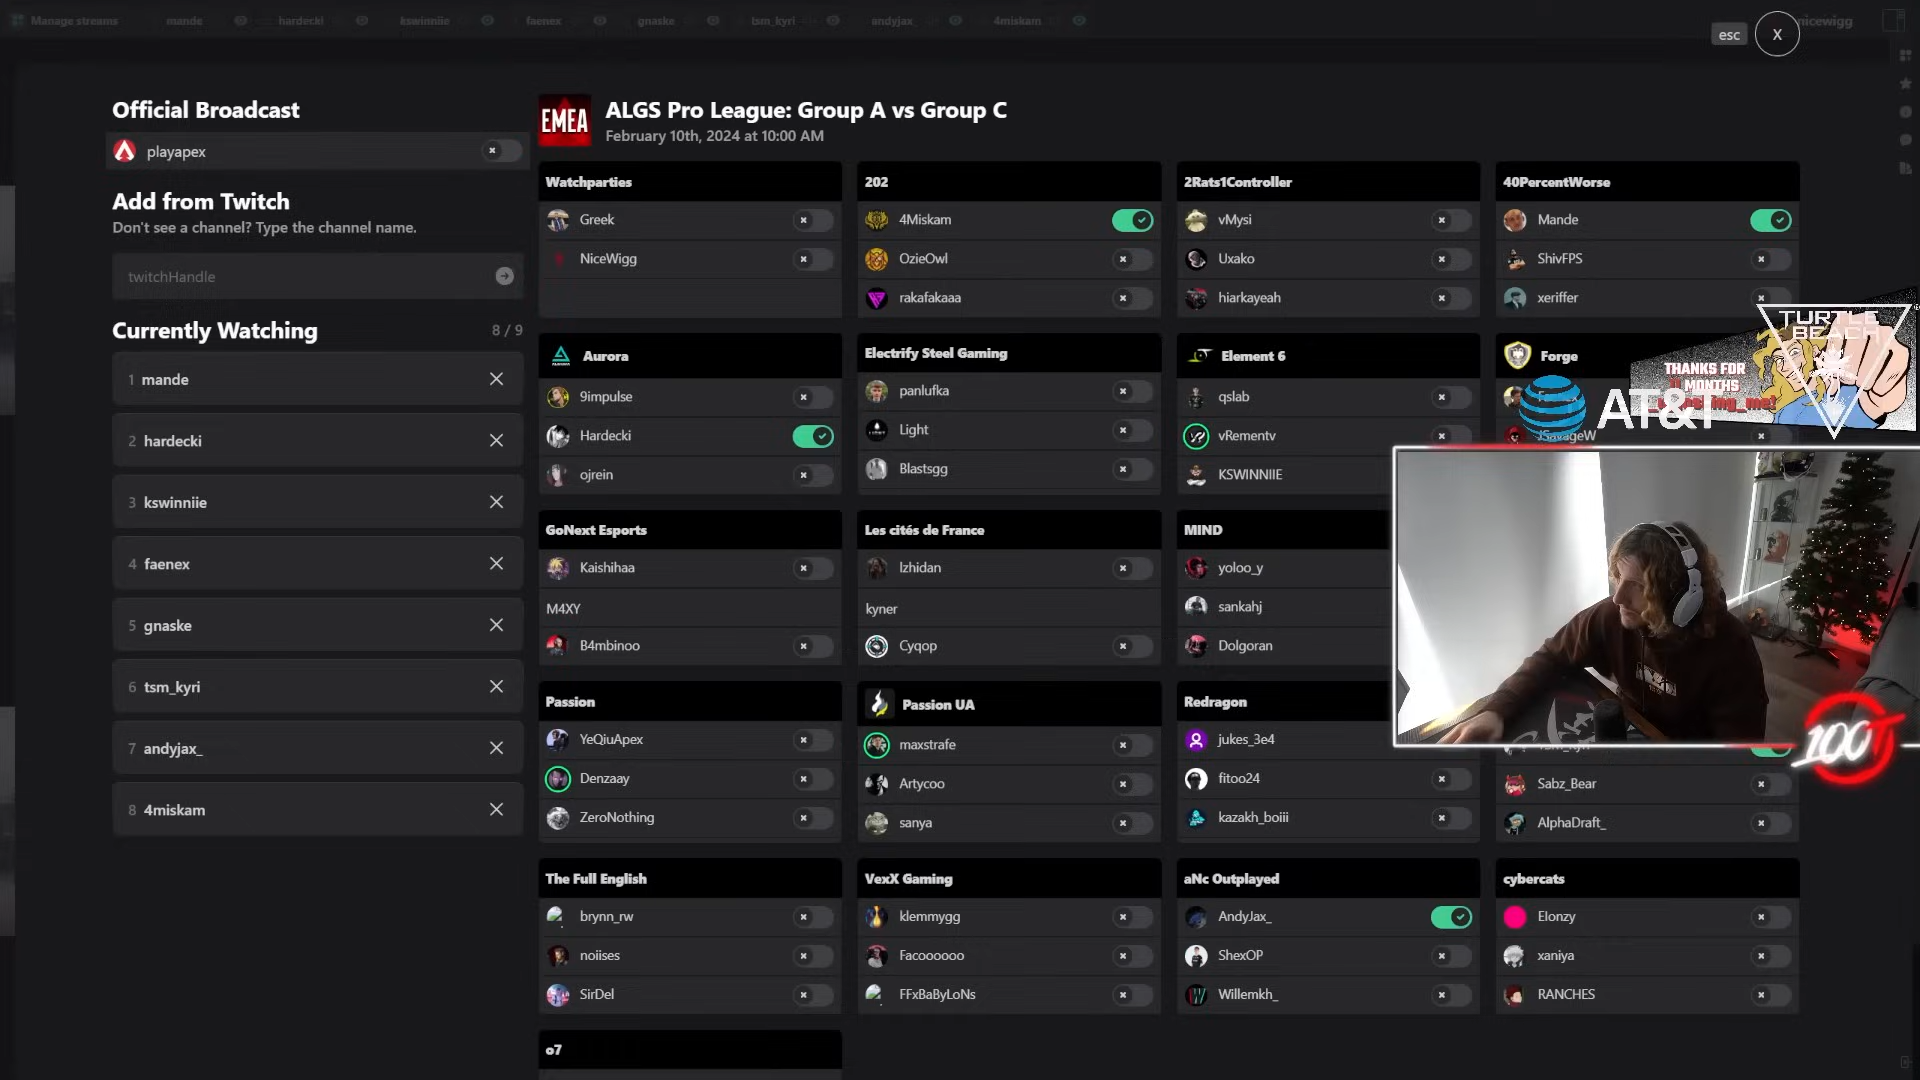 Manage streams
mande
hardecki
kswinniie
faenex
gnaske
tsm_kyri
andyjax_
4miskam
esc
X
nicewigg
Official Broadcast
playapex
Add from Twitch
Don't see a channel? Type the channel name.
twitchHandle
Currently Watching
8 / 9
1 mande
2 hardecki
3 kswinniie
4 faenex
5 gnaske
6 tsm_kyri
7 andyjax_
8 4miskam
EMEA
ALGS Pro League: Group A vs Group C
February 10th, 2024 at 10:00 AM
Watchparties
Greek
NiceWigg
202
4Miskam
OzieOwl
rakafakaaa
2Rats1Controller
vMysi
Uxako
hiarkayeah
40PercentWorse
Mande
ShivFPS
xeriffer
Aurora
9impulse
Hardecki
ojrein
Electrify Steel Gaming
panlufka
Light
Blastsgg
Element 6
qslab
vRementv
KSWINNIIE
Forge
JSavageW
TURTLE
BEACH
THANKS FOR
MONTHS
AT&T
GoNext Esports
Kaishihaa
M4XY
B4mbinoo
Les cités de France
lzhidan
kyner
Cyqop
MIND
yoloo_y
sankahj
Dolgoran
Passion
YeQiuApex
Denzaay
ZeroNothing
Passion UA
maxstrafe
Artycoo
sanya
Redragon
jukes_3e4
fitoo24
kazakh_boiii
Sabz_Bear
AlphaDraft_
100T
The Full English
brynn_rw
noiises
SirDel
VexX Gaming
klemmygg
Facoooooo
FFxBaByLoNs
aNc Outplayed
AndyJax_
ShexOP
Willemkh_
cybercats
Elonzy
xaniya
RANCHES
o7